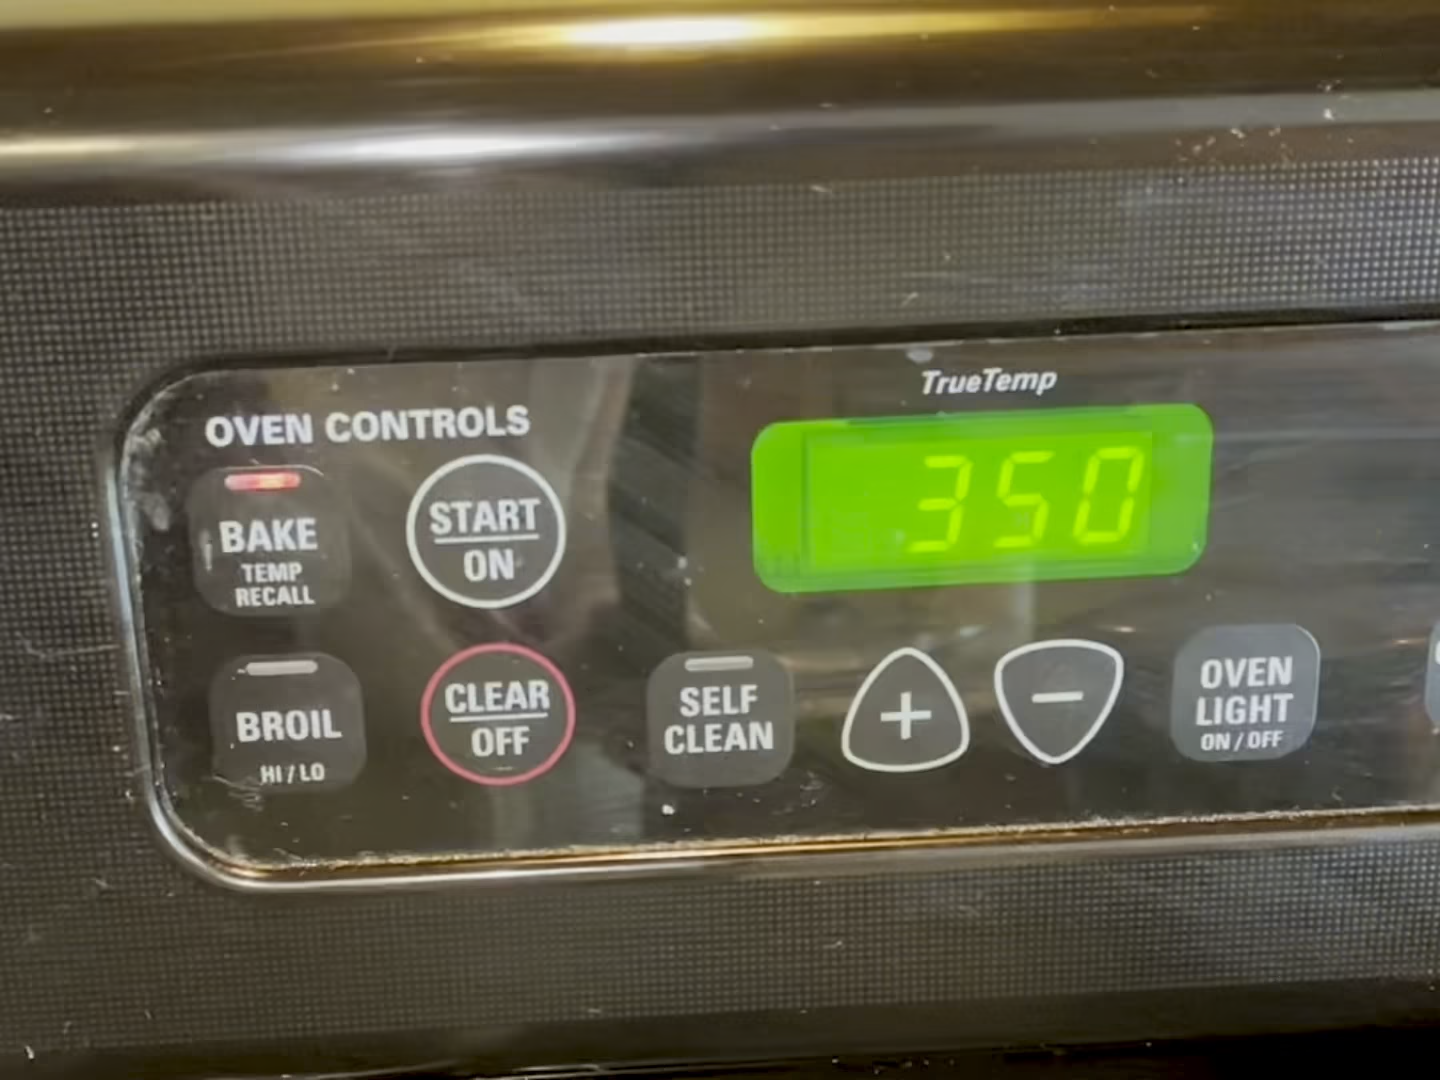 TrueTemp
OVEN CONTROLS
350
BAKE
TEMP
RECALL
START
ON
BROIL
HI / LO
CLEAR
OFF
SELF
CLEAN
+
−
OVEN
LIGHT
ON / OFF